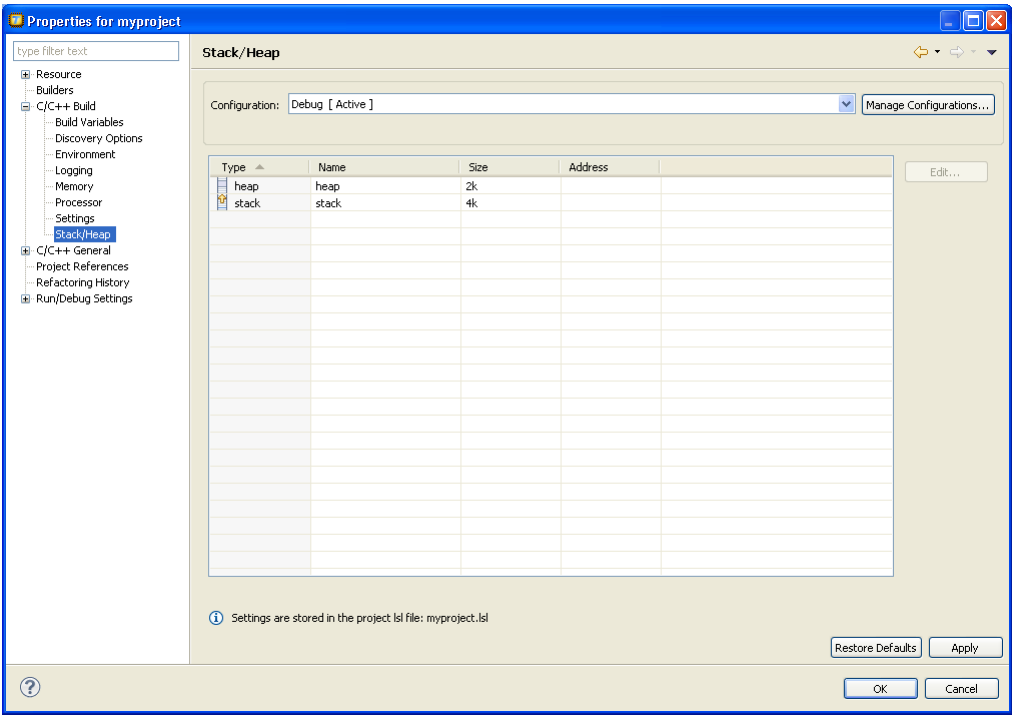 Properties for myproject
type filter text
Resource
Builders
C/C++ Build
Build Variables
Discovery Options
Environment
Logging
Memory
Processor
Settings
Stack/Heap
C/C++ General
Project References
Refactoring History
Run/Debug Settings
Stack/Heap
Configuration: Debug [ Active ] Manage Configurations...
Type Name Size Address
heap heap 2k
stack stack 4k
Edit...
Settings are stored in the project lsl file: myproject.lsl
Restore Defaults Apply
OK Cancel